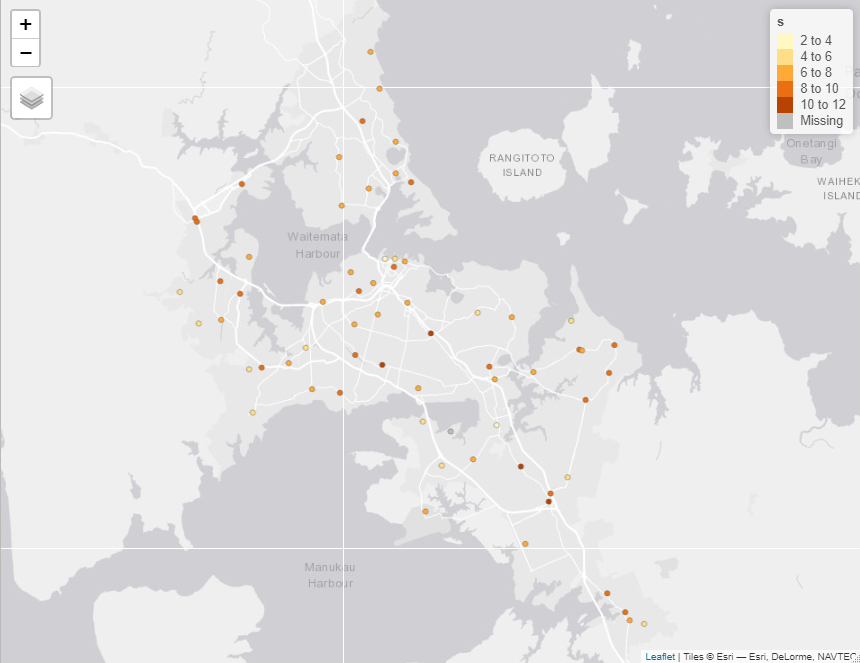 +
−
s
2 to 4
4 to 6
6 to 8
8 to 10
10 to 12
Missing
Onetangi
Bay
RANGITOTO
ISLAND
WAIHEK
ISLAND
Waitemata
Harbour
Manukau
Harbour
Leaflet | Tiles © Esri — Esri, DeLorme, NAVTEQ